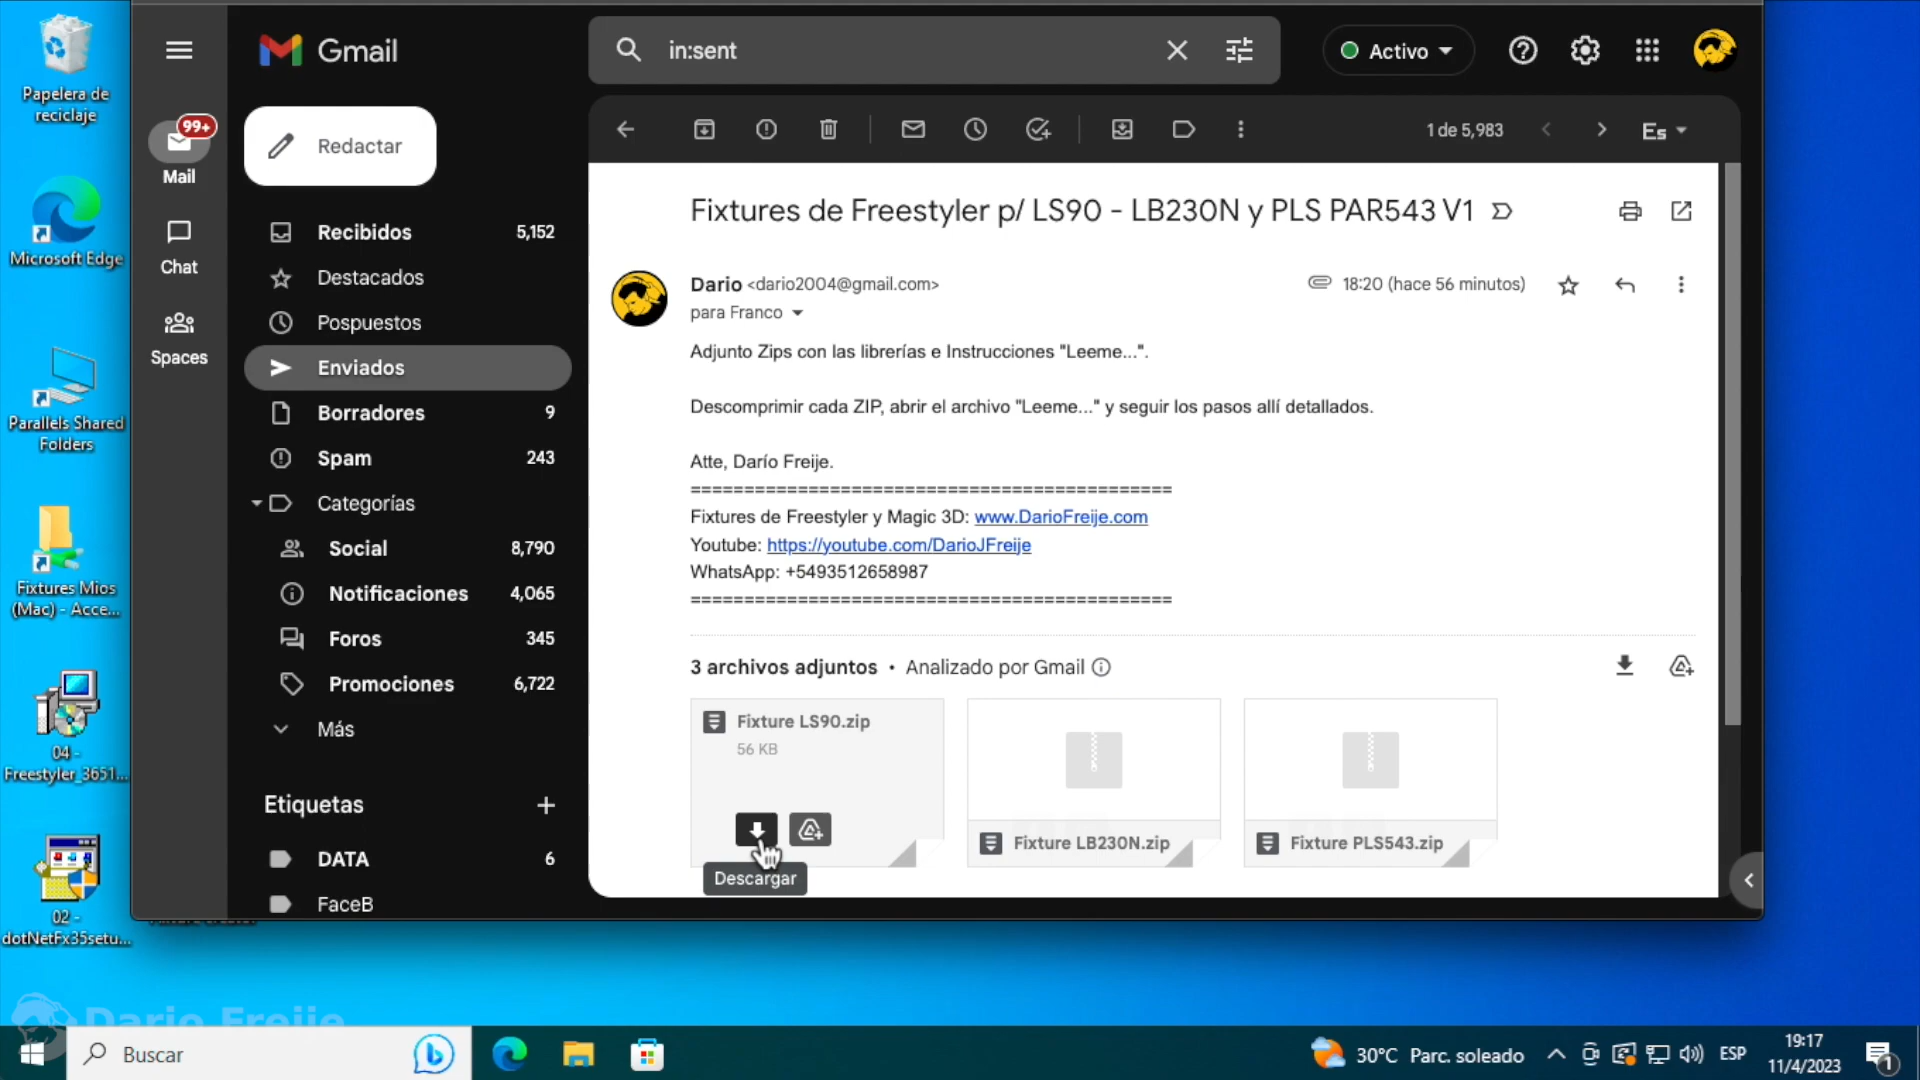 Papelera de
reciclaje
Microsoft Edge
Parallels Shared
Folders
Fixtures Mios
(Mac) - Acce...
04 -
Freestyler_3651...
02 -
dotNetFx35setu...
99+
Mail
Chat
Spaces
Gmail
in:sent
Activo
Redactar
1 de 5,983
Es
Recibidos 5,152
Destacados
Pospuestos
Enviados
Borradores 9
Spam 243
Categorías
Social 8,790
Notificaciones 4,065
Foros 345
Promociones 6,722
Más
Etiquetas
DATA 6
FaceB
Fixtures de Freestyler p/ LS90 - LB230N y PLS PAR543 V1
Dario <dario2004@gmail.com>
18:20 (hace 56 minutos)
para Franco
Adjunto Zips con las librerías e Instrucciones "Leeme...".
Descomprimir cada ZIP, abrir el archivo "Leeme..." y seguir los pasos allí detallados.
Atte, Darío Freije.
=============================================
Fixtures de Freestyler y Magic 3D: www.DarioFreije.com
Youtube: https://youtube.com/DarioJFreije
WhatsApp: +5493512658987
=============================================
3 archivos adjuntos • Analizado por Gmail
Fixture LS90.zip
56 KB
Fixture LB230N.zip
Fixture PLS543.zip
Descargar
Dario Freije
Buscar
30°C Parc. soleado
ESP
19:17
11/4/2023
1